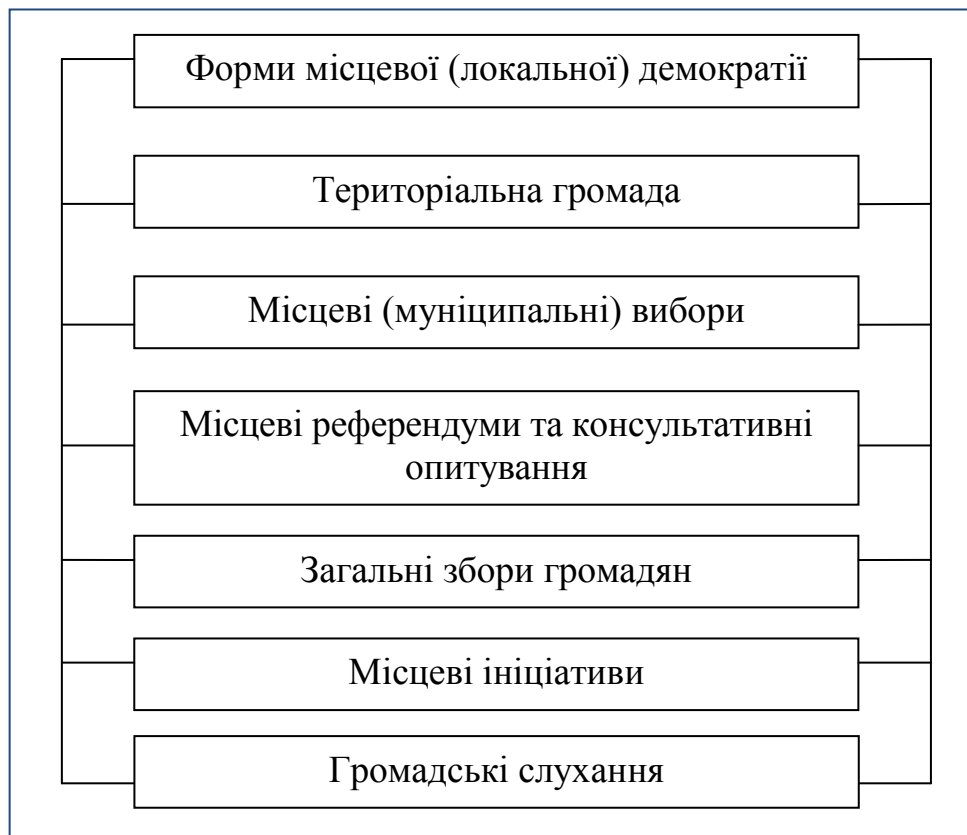 Форми місцевої (локальної) демократії
Територіальна громада
Місцеві (муніципальні) вибори
Місцеві референдуми та консультативні
опитування
Загальні збори громадян
Місцеві ініціативи
Громадські слухання